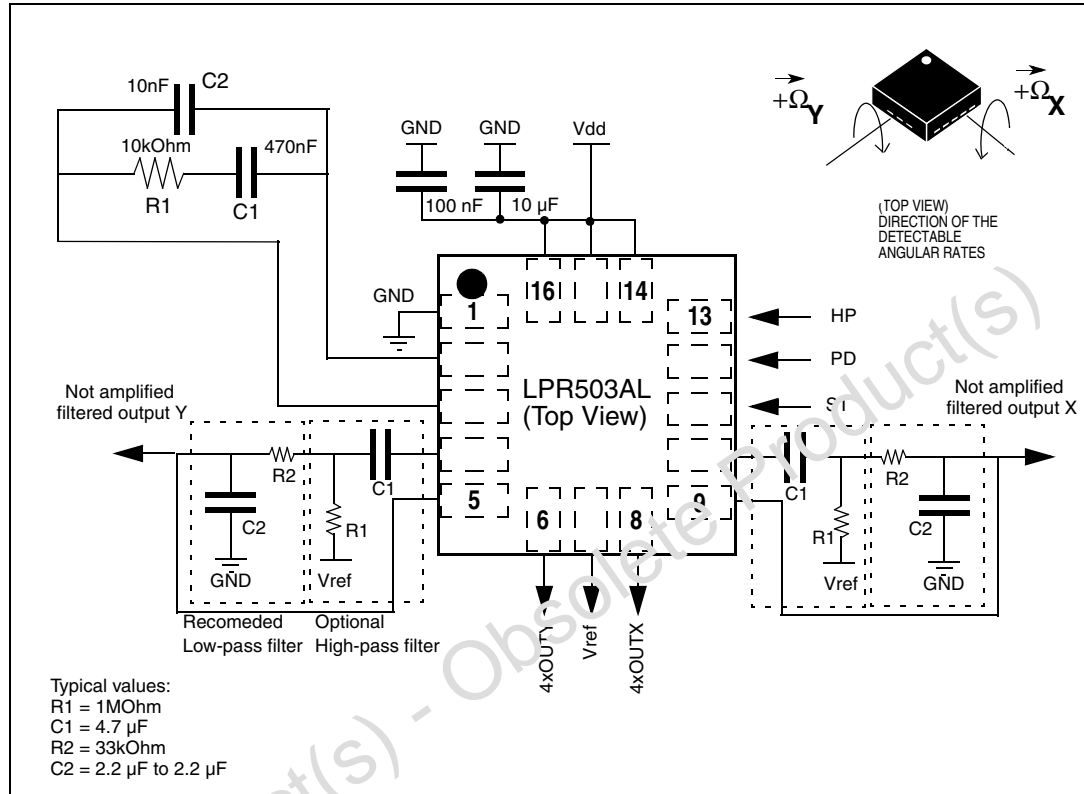 10nF
C2
10kOhm
470nF
R1
C1
GND
GND
Vdd
100 nF
10 µF
+ΩY
+ΩX
(TOP VIEW)
DIRECTION OF THE
DETECTABLE
ANGULAR RATES
GND
16
14
1
13
HP
PD
ST
LPR503AL
(Top View)
Not amplified
filtered output Y
Not amplified
filtered output X
R2
C1
C2
R1
GND
Vref
5
6
8
9
C1
R2
R1
C2
Vref
GND
Recomeded
Low-pass filter
Optional
High-pass filter
4xOUTY
Vref
4xOUTX
Typical values:
R1 = 1MOhm
C1 = 4.7 µF
R2 = 33kOhm
C2 = 2.2 µF to 2.2 µF
ct(s) - Obsolete Product(s)